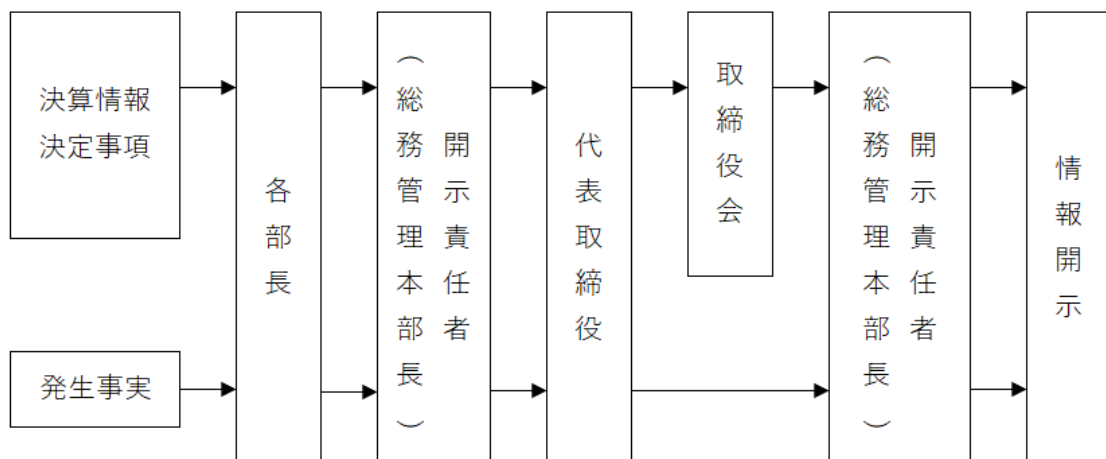 決算情報
決定事項
発生事実
各部長
開示責任者
（総務管理本部長）
代表取締役
取締役会
開示責任者
（総務管理本部長）
情報開示